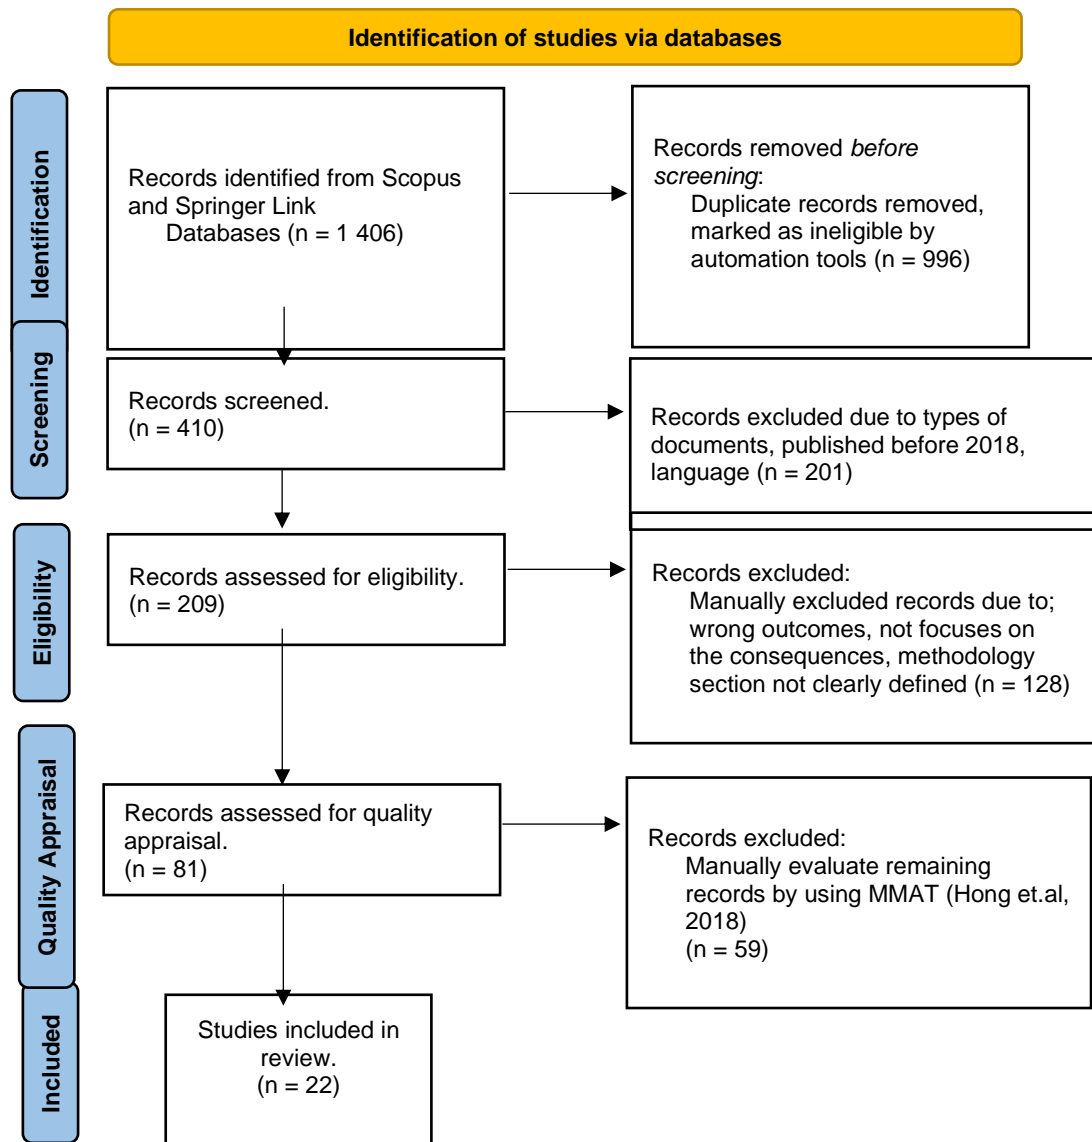 Identification of studies via databases
Identification
Records identified from Scopus
and Springer Link
Databases (n = 1 406)
Records removed before
screening:
Duplicate records removed,
marked as ineligible by
automation tools (n = 996)
Screening
Records screened.
(n = 410)
Records excluded due to types of
documents, published before 2018,
language (n = 201)
Eligibility
Records assessed for eligibility.
(n = 209)
Records excluded:
Manually excluded records due to;
wrong outcomes, not focuses on
the consequences, methodology
section not clearly defined (n = 128)
Quality Appraisal
Records assessed for quality
appraisal.
(n = 81)
Records excluded:
Manually evaluate remaining
records by using MMAT (Hong et.al,
2018)
(n = 59)
Included
Studies included in
review.
(n = 22)